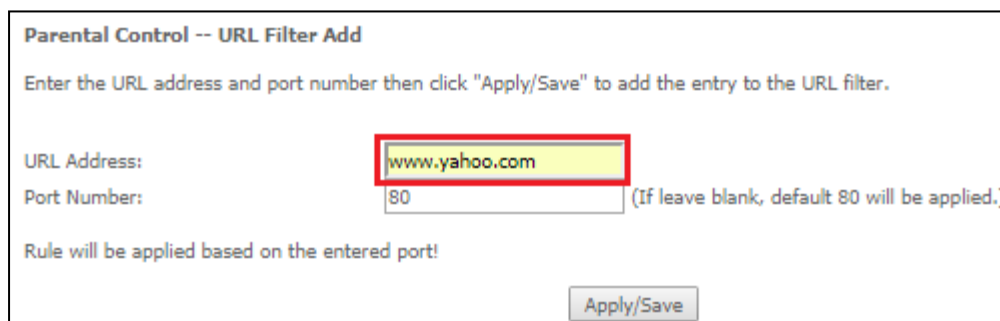 Parental Control -- URL Filter Add
Enter the URL address and port number then click "Apply/Save" to add the entry to the URL filter.
URL Address: www.yahoo.com
Port Number: 80 (If leave blank, default 80 will be applied.)
Rule will be applied based on the entered port!
Apply/Save